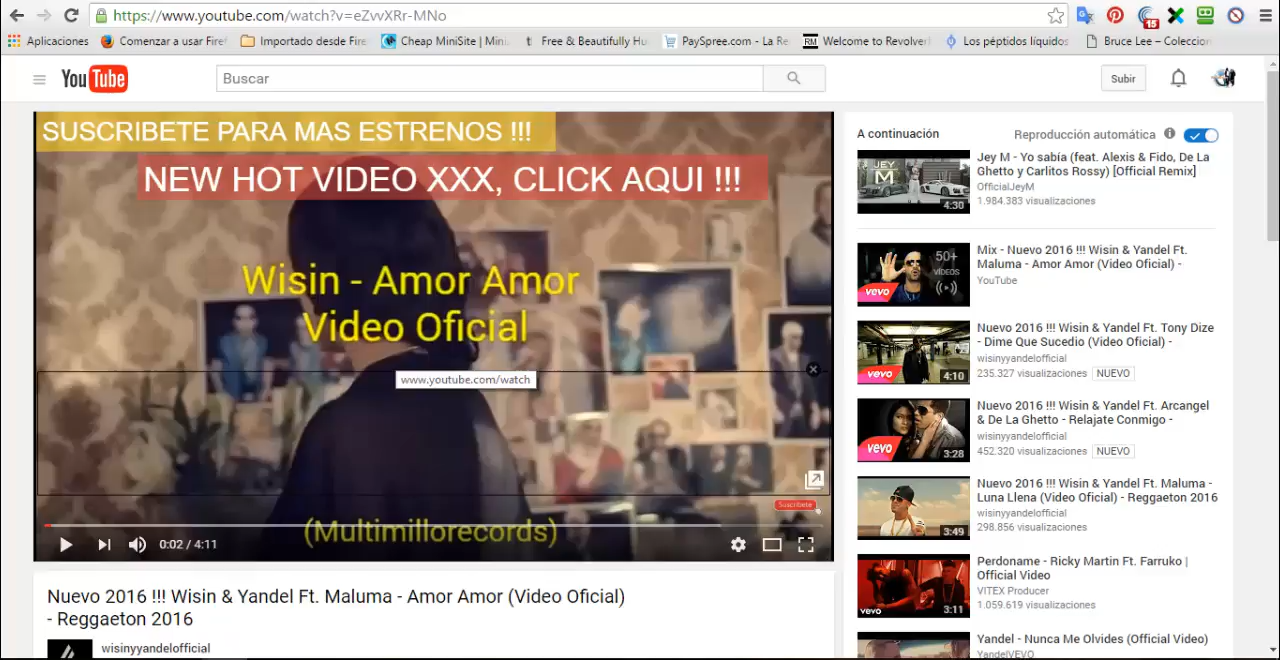 https://www.youtube.com/watch?v=eZvvXRr-MNo
15
Aplicaciones
Comenzar a usar Firef
Importado desde Fire
Cheap MiniSite | Mini
t Free & Beautifully Hu
PaySpree.com - La Re
RM Welcome to Revolver
Los péptidos líquidos
Bruce Lee – Coleccion
YouTube
Buscar
Subir
SUSCRIBETE PARA MAS ESTRENOS !!!
NEW HOT VIDEO XXX, CLICK AQUI !!!
Wisin - Amor Amor
Video Oficial
www.youtube.com/watch
Suscribete
(Multimillorecords)
0:02 / 4:11
Nuevo 2016 !!! Wisin & Yandel Ft. Maluma - Amor Amor (Video Oficial)
- Reggaeton 2016
wisinyyandelofficial
A continuación
Reproducción automática
JEY
M
4:30
Jey M - Yo sabía (feat. Alexis & Fido, De La
Ghetto y Carlitos Rossy) [Official Remix]
OfficialJeyM
1.984.383 visualizaciones
50+
VÍDEOS
vevo
Mix - Nuevo 2016 !!! Wisin & Yandel Ft.
Maluma - Amor Amor (Video Oficial) -
YouTube
vevo
4:10
Nuevo 2016 !!! Wisin & Yandel Ft. Tony Dize
- Dime Que Sucedio (Video Oficial) -
wisinyyandelofficial
235.327 visualizaciones NUEVO
vevo
3:28
Nuevo 2016 !!! Wisin & Yandel Ft. Arcangel
& De La Ghetto - Relajate Conmigo -
wisinyyandelofficial
452.320 visualizaciones NUEVO
3:49
Nuevo 2016 !!! Wisin & Yandel Ft. Maluma -
Luna Llena (Video Oficial) - Reggaeton 2016
wisinyyandelofficial
298.856 visualizaciones
vevo
3:11
Perdoname - Ricky Martin Ft. Farruko |
Official Video
VITEX Producer
1.059.619 visualizaciones
Yandel - Nunca Me Olvides (Official Video)
YandelVEVO